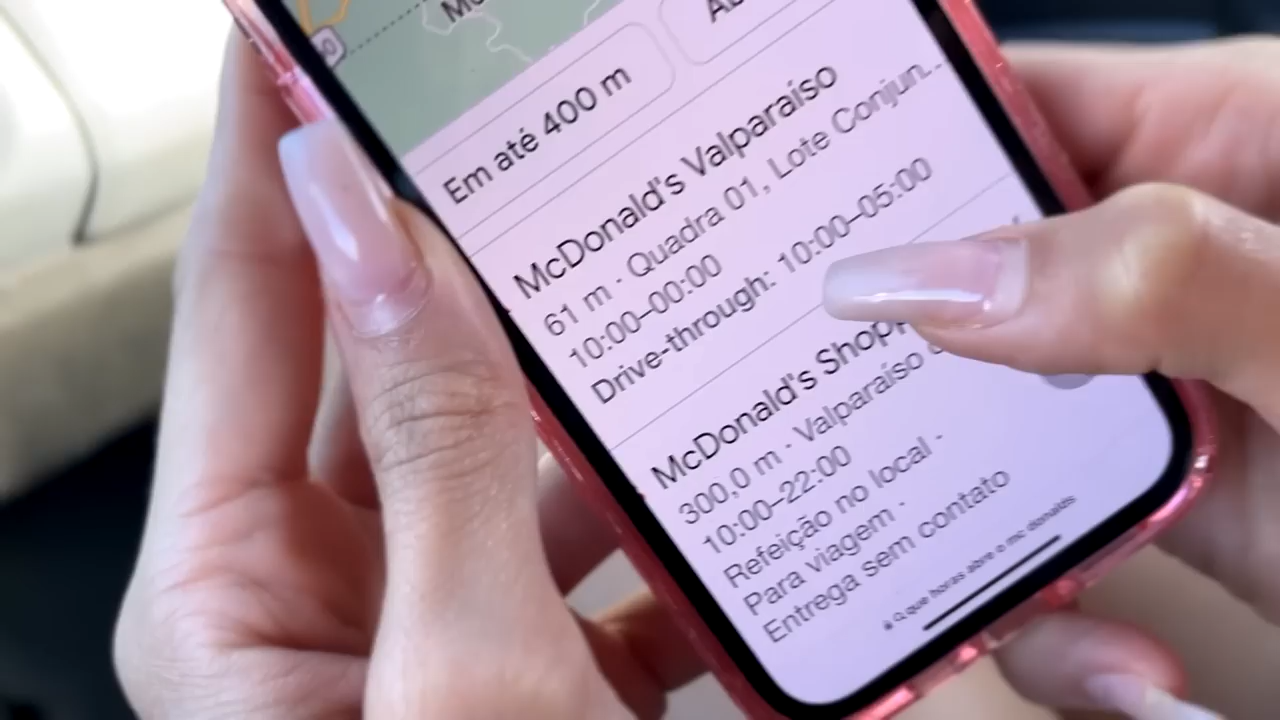 Em até 400 m
McDonald's Valparaíso
61 m · Quadra 01, Lote Conjun...
10:00–00:00
Drive-through: 10:00–05:00
McDonald's
300,0 m · Valparaíso
10:00–22:00
Refeição no local ·
Para viagem ·
Entrega sem contato
que horas abre o mc donalds